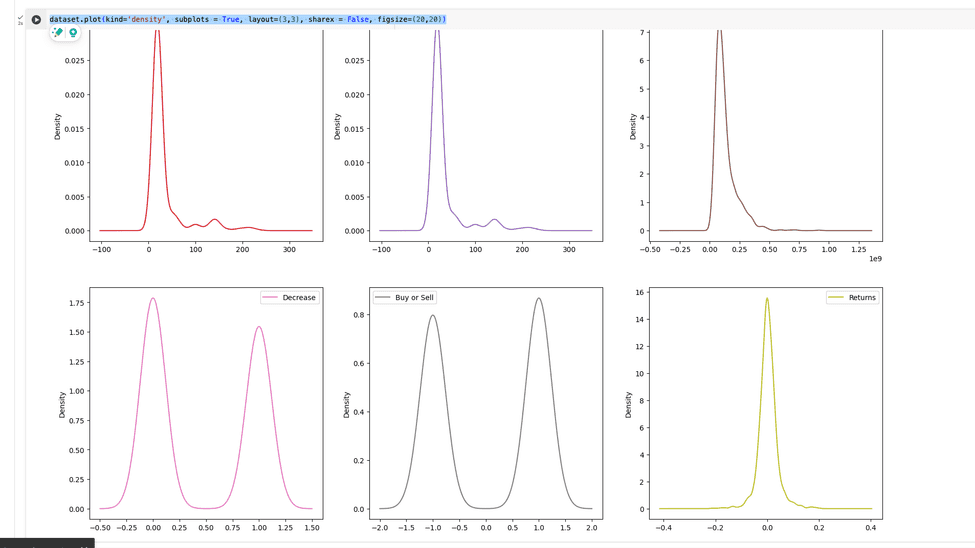 dataset.plot(kind='density', subplots = True, layout=(3,3), sharex = False, figsize=(20,20))
2s
0.025 0.025 7
0.020 0.020 6
0.015 0.015 5
0.010 0.010 4
0.005 0.005 3
0.000 0.000 2
1
0
Density Density Density
−100 0 100 200 300 −100 0 100 200 300 −0.50 −0.25 0.00 0.25 0.50 0.75 1.00 1.25
1e9
Decrease Buy or Sell Returns
1.75 0.8 16
1.50 0.6 14
1.25 0.4 12
1.00 0.2 10
0.75 0.0 8
0.50 6
0.25 4
0.00 2
0
Density Density Density
−0.50 −0.25 0.00 0.25 0.50 0.75 1.00 1.25 1.50 −2.0 −1.5 −1.0 −0.5 0.0 0.5 1.0 1.5 2.0 −0.4 −0.2 0.0 0.2 0.4